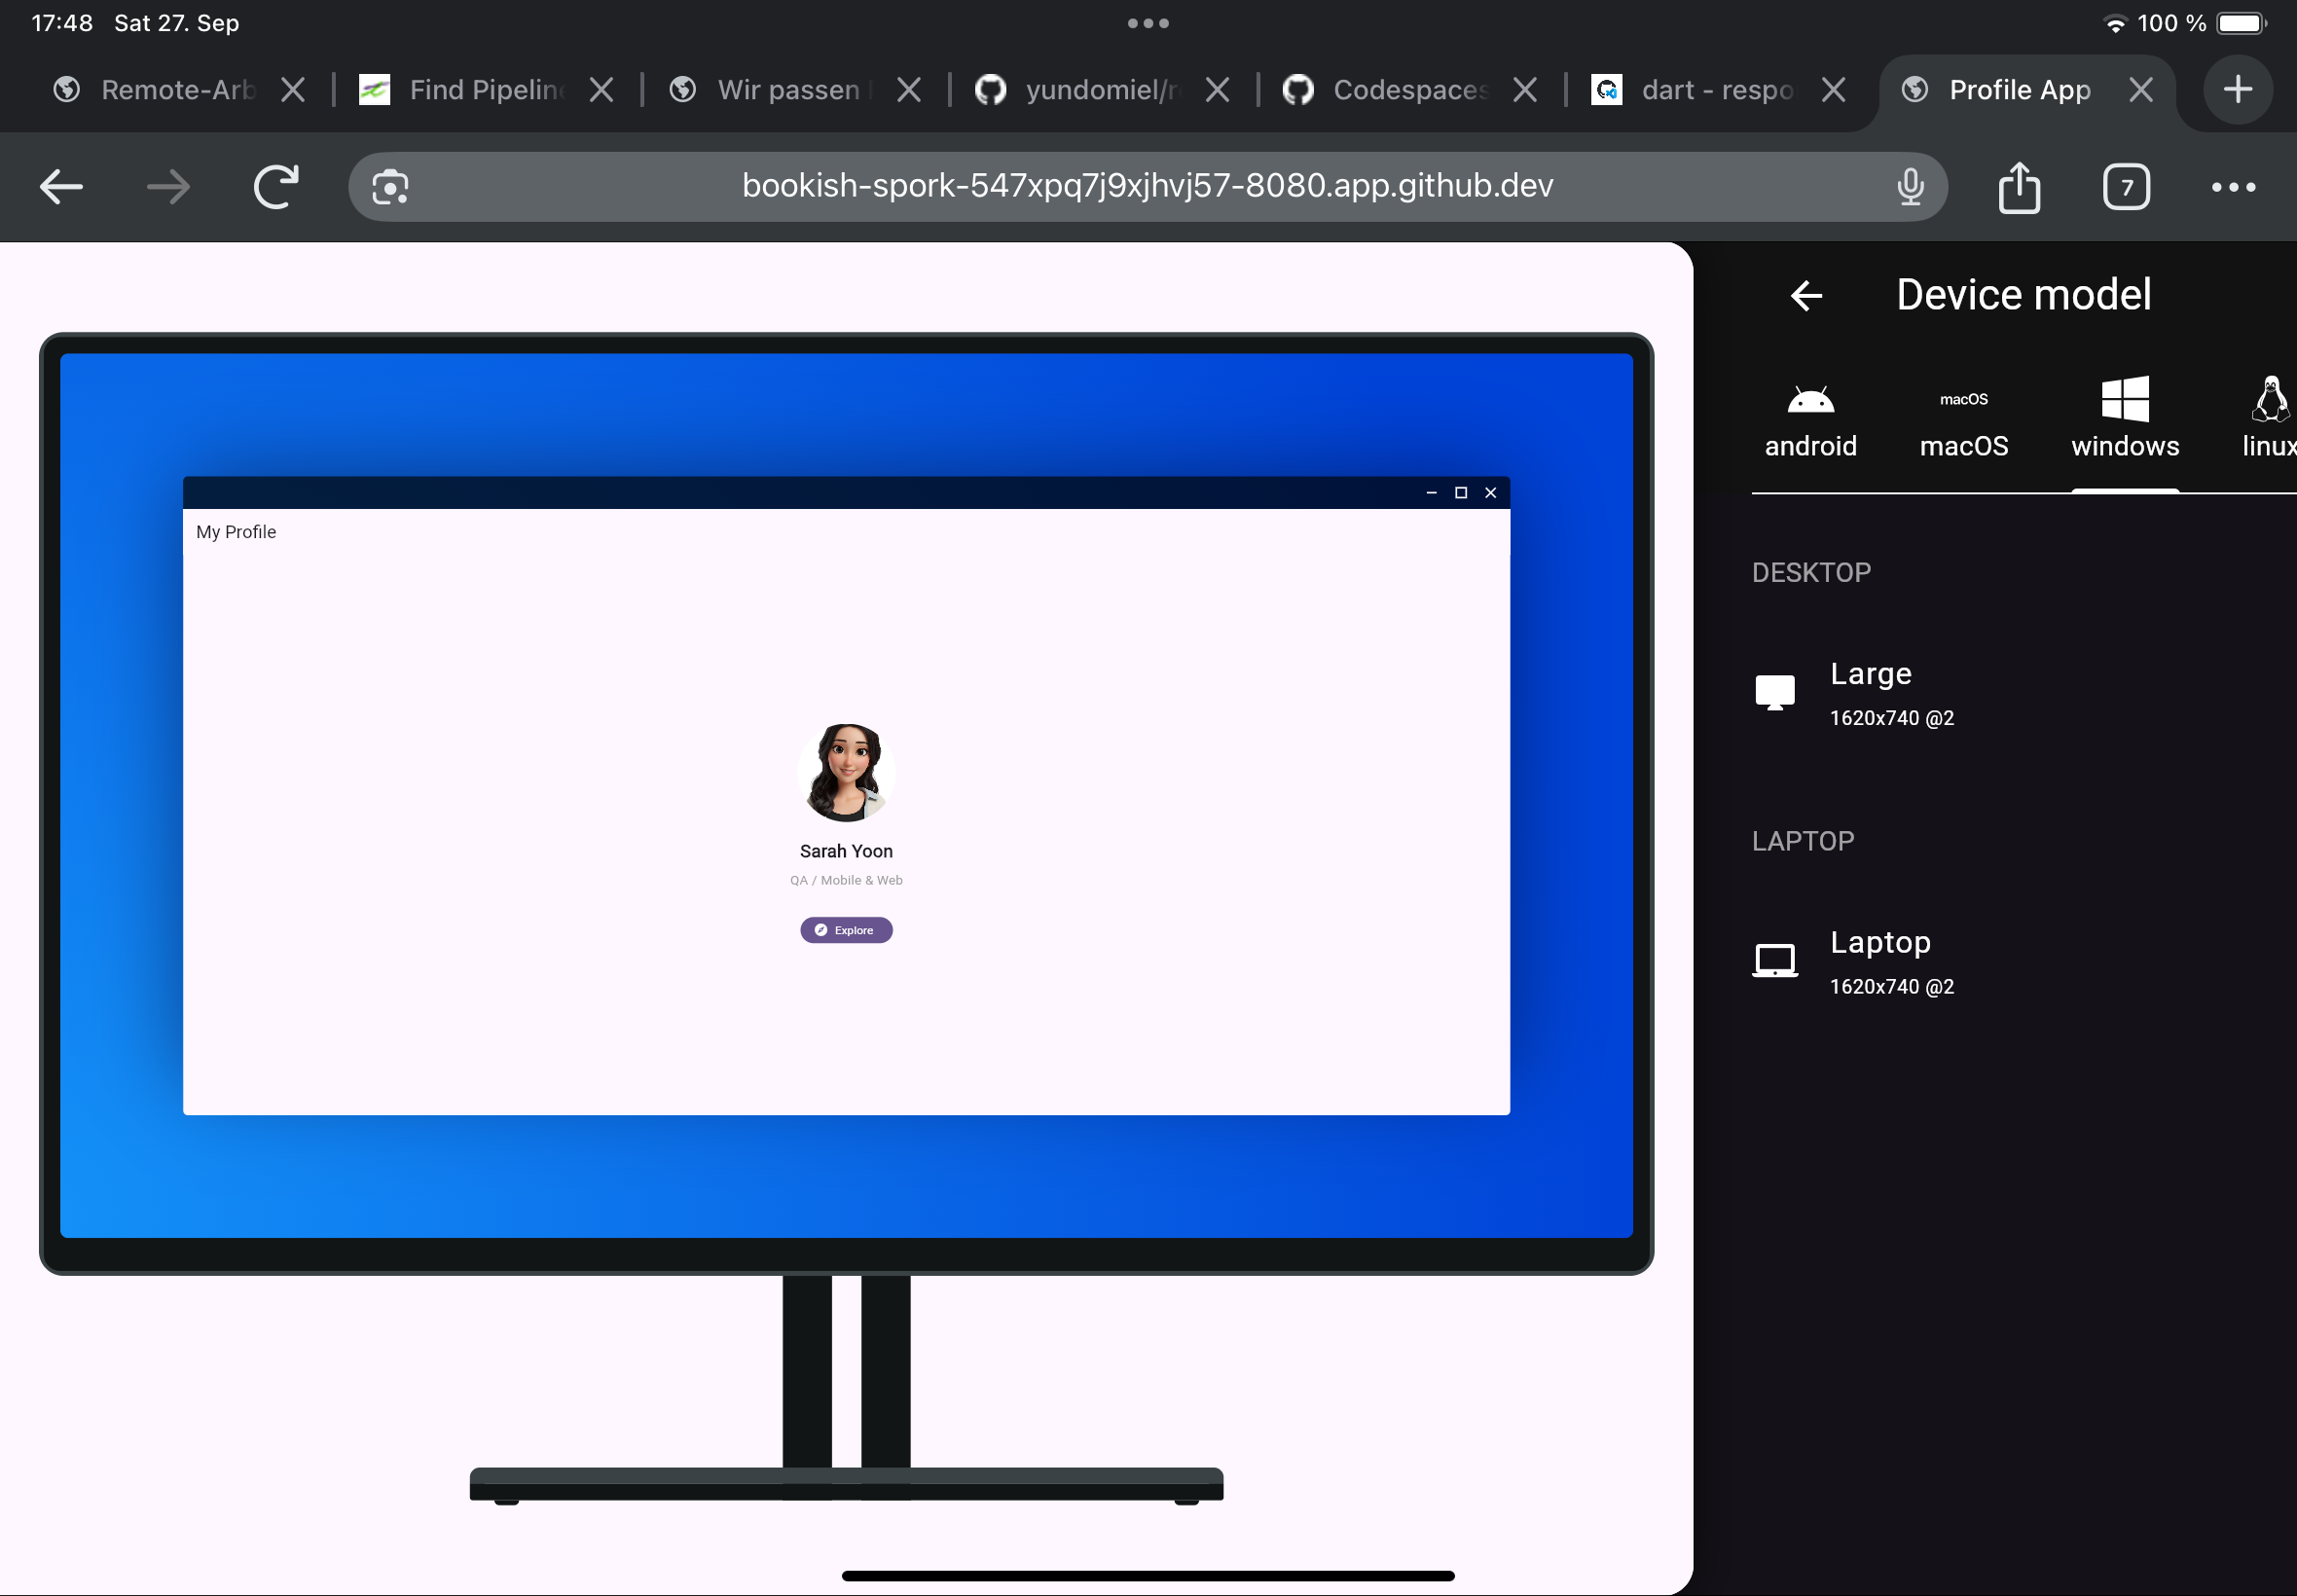 17:48 Sat 27. Sep
100 %
Remote-Arb
Find Pipeline
Wir passen
yundomiel/r
Codespaces
dart - respo
Profile App
bookish-spork-547xpq7j9xjhvj57-8080.app.github.dev
7
Device model
macOS
android
macOS
windows
linux
My Profile
DESKTOP
Large
1620x740 @2
Sarah Yoon
QA / Mobile & Web
Explore
LAPTOP
Laptop
1620x740 @2